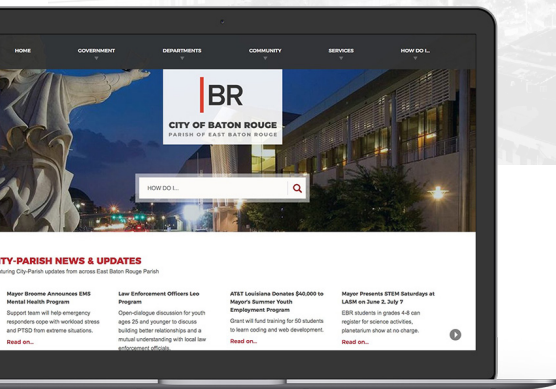 HOME GOVERNMENT DEPARTMENTS COMMUNITY SERVICES HOW DO I...
BR
CITY OF BATON ROUGE
PARISH OF EAST BATON ROUGE
HOW DO I...
ITY-PARISH NEWS & UPDATES
aturing City-Parish updates from across East Baton Rouge Parish
Mayor Broome Announces EMS
Mental Health Program
Support team will help emergency
responders cope with workload stress
and PTSD from extreme situations.
Read on...
Law Enforcement Officers Leo
Program
Open-dialogue discussion for youth
ages 25 and younger to discuss
building better relationships and a
mutual understanding with local law
enforcement officials.
AT&T Louisiana Donates $40,000 to
Mayor's Summer Youth
Employment Program
Grant will fund training for 50 students
to learn coding and web development.
Read on...
Mayor Presents STEM Saturdays at
LASM on June 2, July 7
EBR students in grades 4-8 can
register for science activities,
planetarium show at no charge.
Read on...